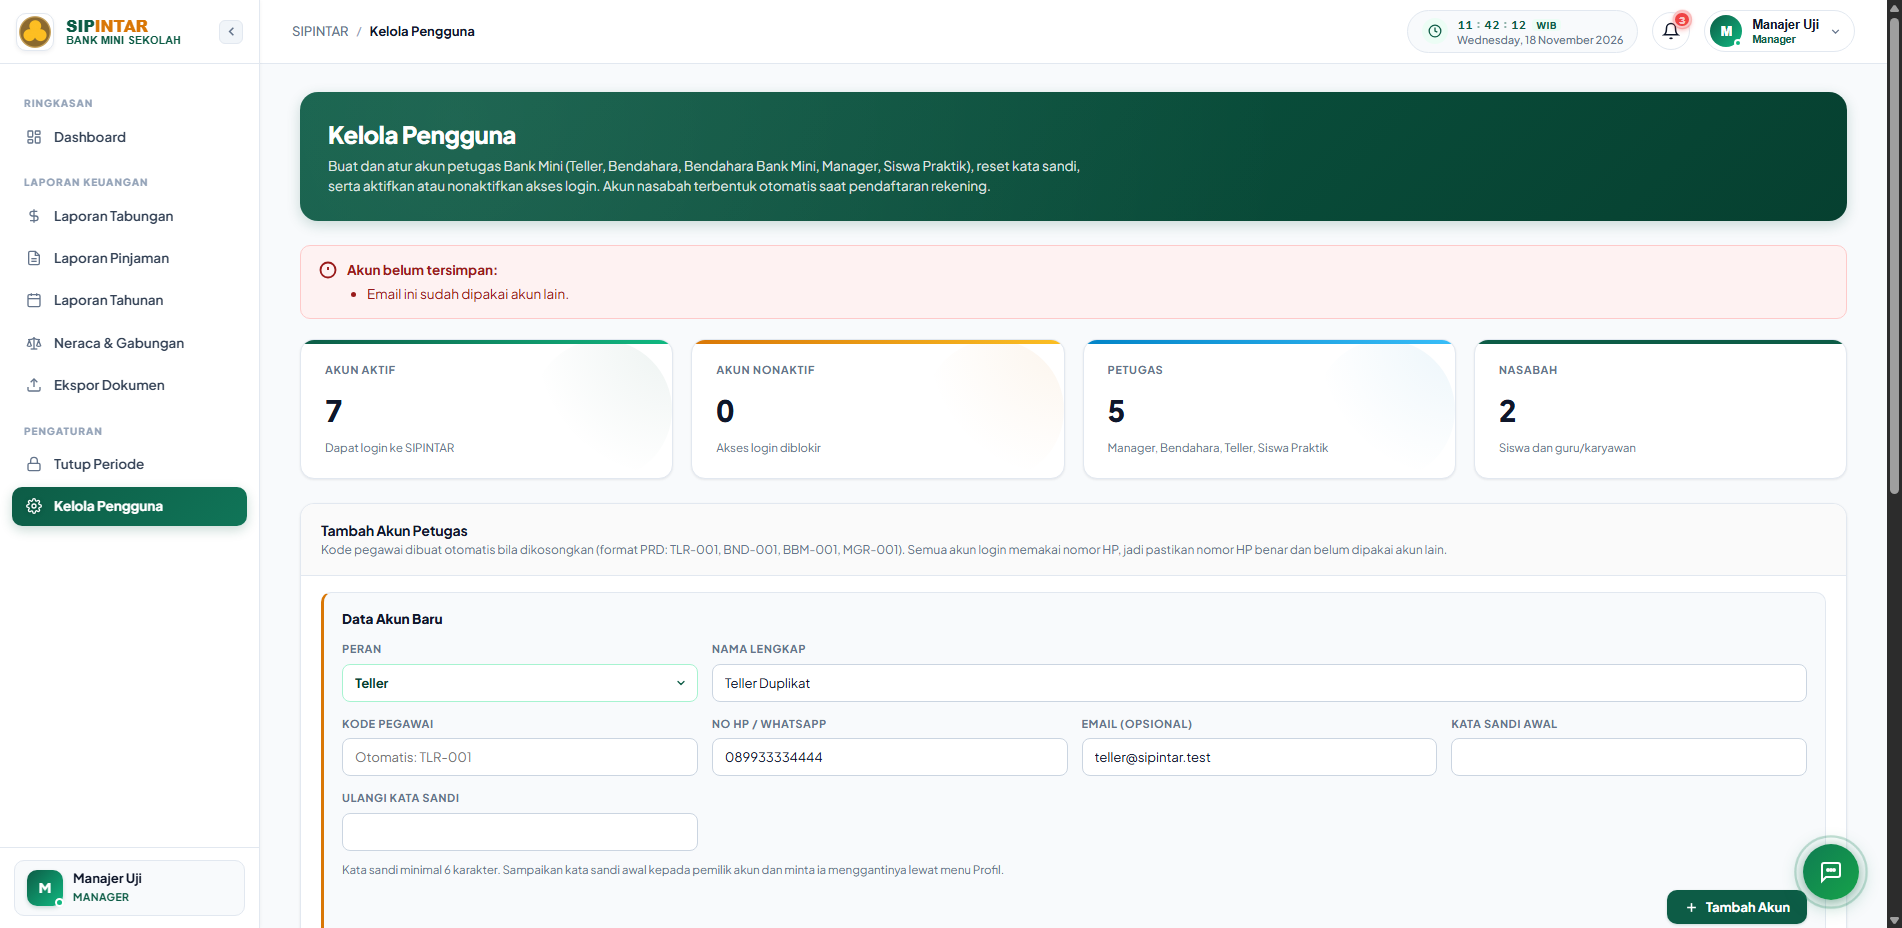 SIPINTAR
BANK MINI SEKOLAH
SIPINTAR / Kelola Pengguna
11 : 42 : 12 WIB
Wednesday, 18 November 2026
3
M
Manajer Uji
Manager
RINGKASAN
Dashboard
LAPORAN KEUANGAN
Laporan Tabungan
Laporan Pinjaman
Laporan Tahunan
Neraca & Gabungan
Ekspor Dokumen
PENGATURAN
Tutup Periode
Kelola Pengguna
M
Manajer Uji
MANAGER
Kelola Pengguna
Buat dan atur akun petugas Bank Mini (Teller, Bendahara, Bendahara Bank Mini, Manager, Siswa Praktik), reset kata sandi,
serta aktifkan atau nonaktifkan akses login. Akun nasabah terbentuk otomatis saat pendaftaran rekening.
Akun belum tersimpan:
• Email ini sudah dipakai akun lain.
AKUN AKTIF
7
Dapat login ke SIPINTAR
AKUN NONAKTIF
0
Akses login diblokir
PETUGAS
5
Manager, Bendahara, Teller, Siswa Praktik
NASABAH
2
Siswa dan guru/karyawan
Tambah Akun Petugas
Kode pegawai dibuat otomatis bila dikosongkan (format PRD: TLR-001, BND-001, BBM-001, MGR-001). Semua akun login memakai nomor HP, jadi pastikan nomor HP benar dan belum dipakai akun lain.
Data Akun Baru
PERAN
Teller
NAMA LENGKAP
Teller Duplikat
KODE PEGAWAI
Otomatis: TLR-001
NO HP / WHATSAPP
089933334444
EMAIL (OPSIONAL)
teller@sipintar.test
KATA SANDI AWAL
ULANGI KATA SANDI
Kata sandi minimal 6 karakter. Sampaikan kata sandi awal kepada pemilik akun dan minta ia menggantinya lewat menu Profil.
+ Tambah Akun